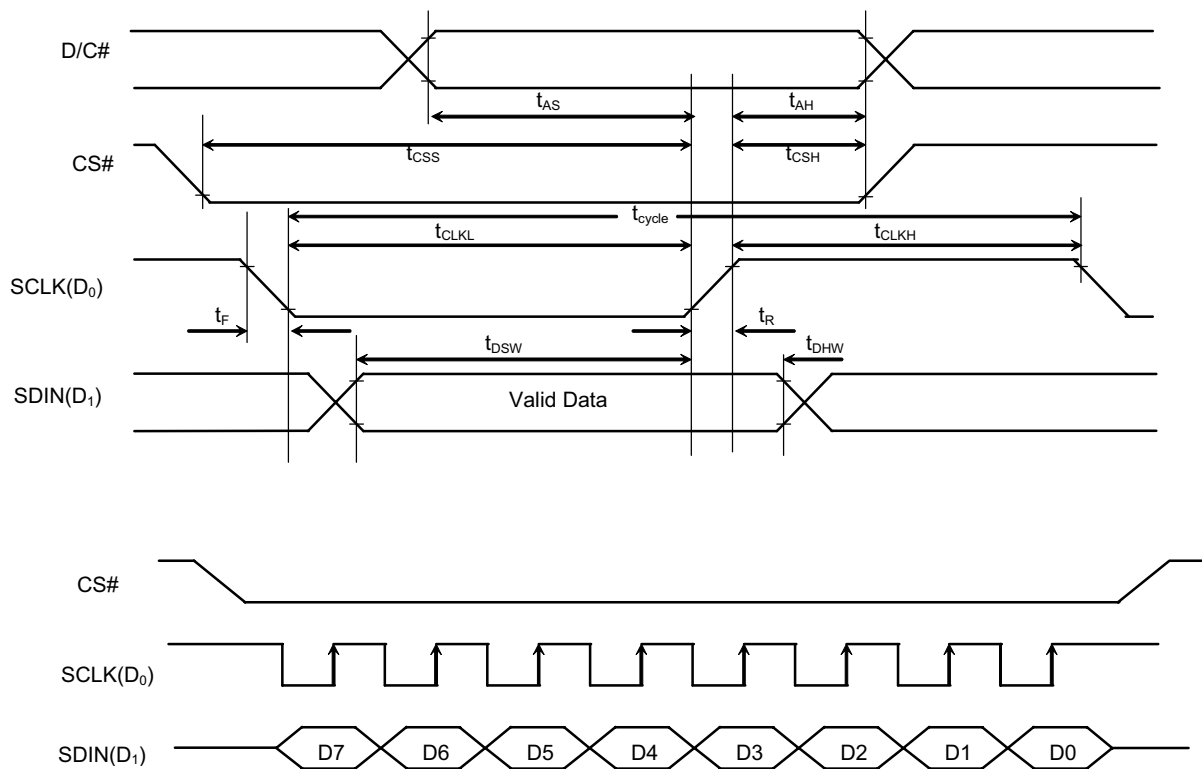 D/C#
tAS
tAH
CS#
tCSS
tCSH
tcycle
tCLKL
tCLKH
SCLK(D0)
tF
tR
tDSW
tDHW
SDIN(D1)
Valid Data
CS#
SCLK(D0)
SDIN(D1)
D7 D6 D5 D4 D3 D2 D1 D0